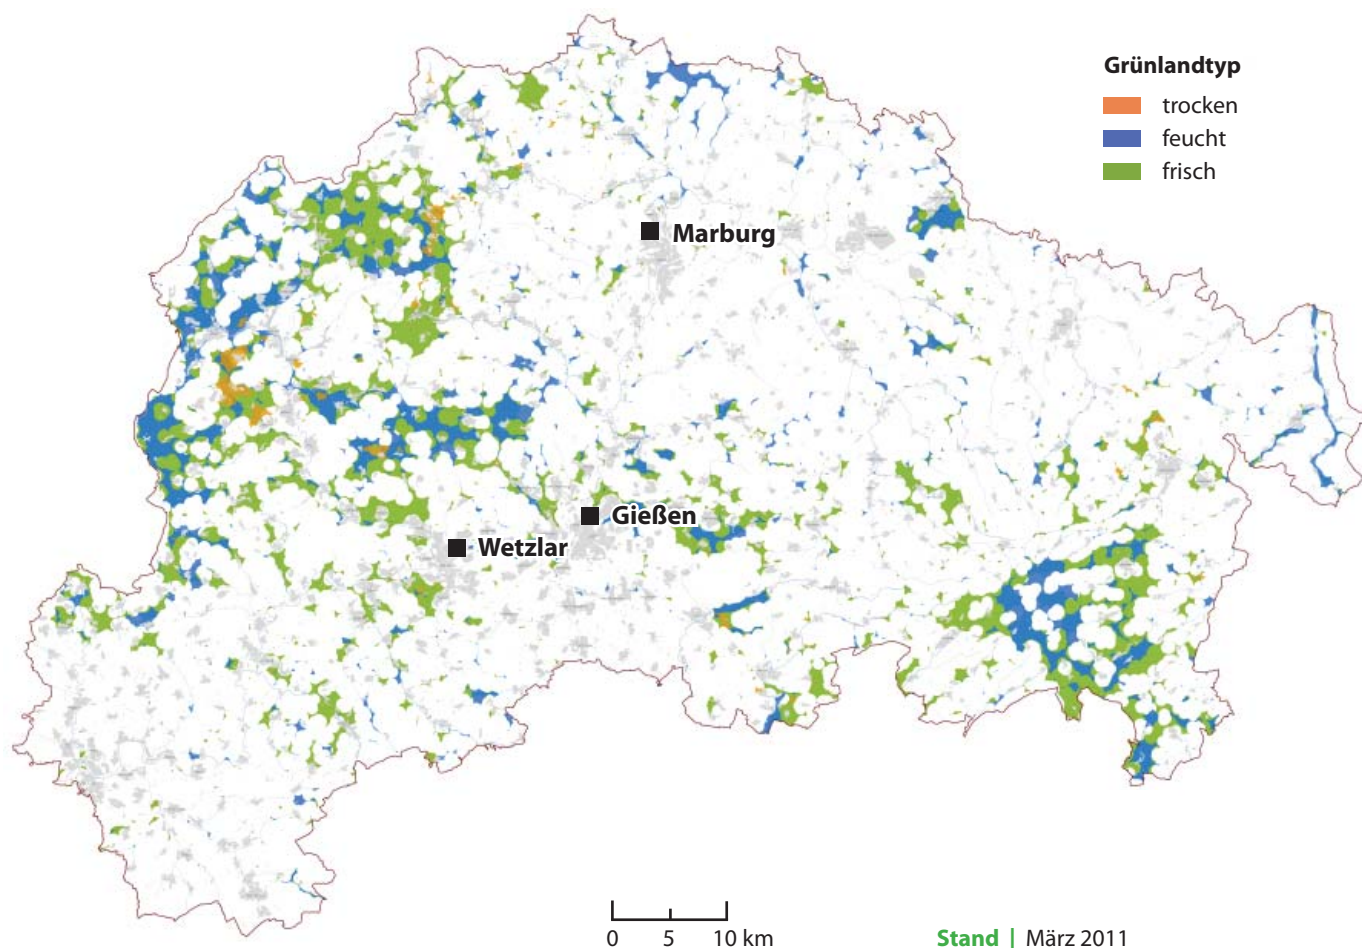 Grünlandtyp
trocken
feucht
frisch
Marburg
Gießen
Wetzlar
0 5 10 km
Stand | März 2011